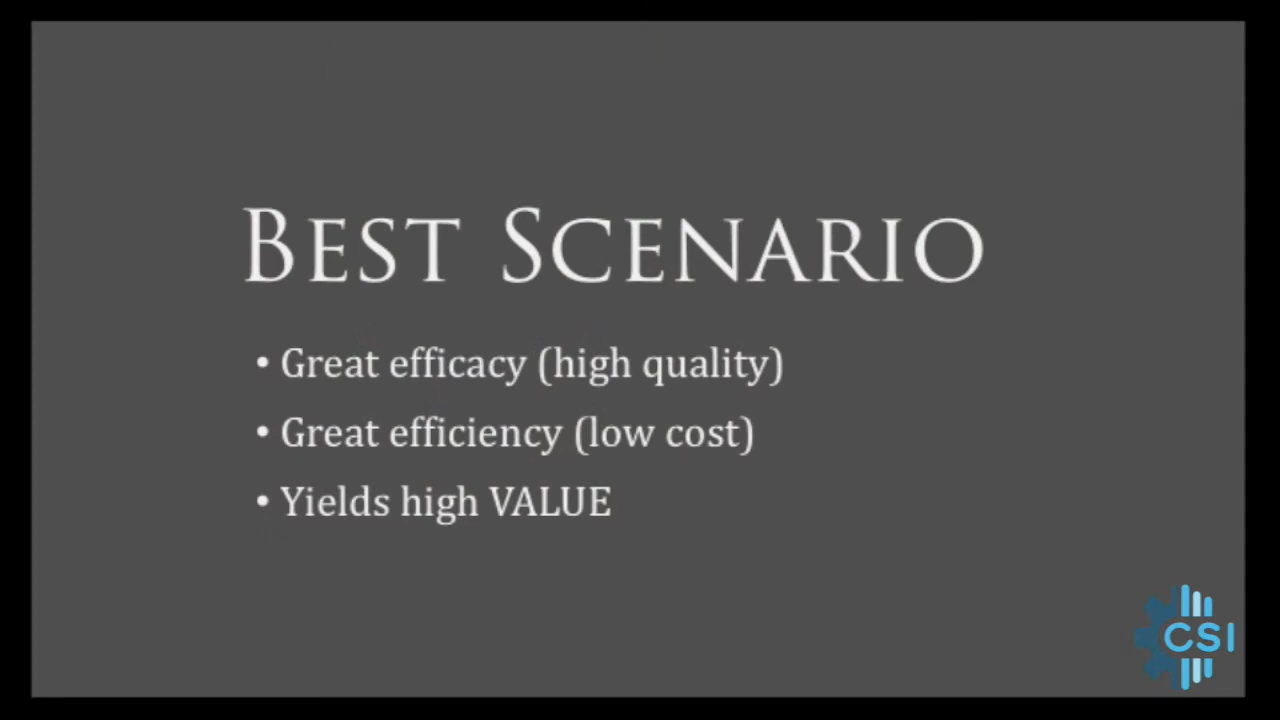 BEST SCENARIO
• Great efficacy (high quality)
• Great efficiency (low cost)
• Yields high VALUE
CSI